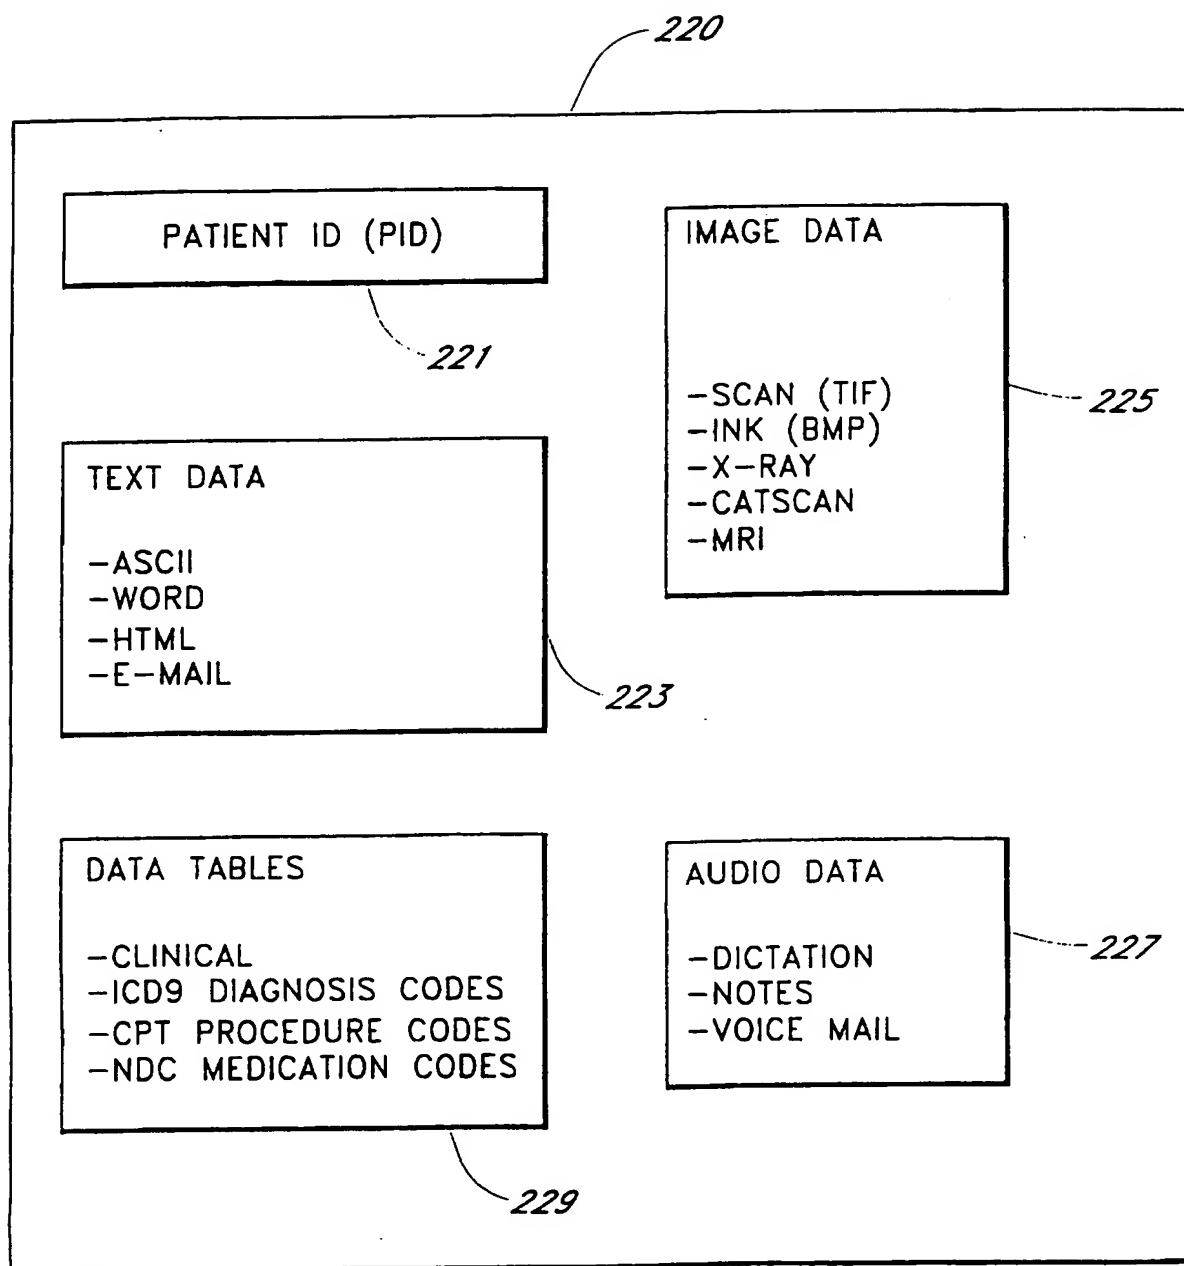 220
PATIENT ID (PID)
221
IMAGE DATA
-SCAN (TIF)
-INK (BMP)
-X-RAY
-CATSCAN
-MRI
225
TEXT DATA
-ASCII
-WORD
-HTML
-E-MAIL
223
DATA TABLES
-CLINICAL
-ICD9 DIAGNOSIS CODES
-CPT PROCEDURE CODES
-NDC MEDICATION CODES
229
AUDIO DATA
-DICTATION
-NOTES
-VOICE MAIL
227